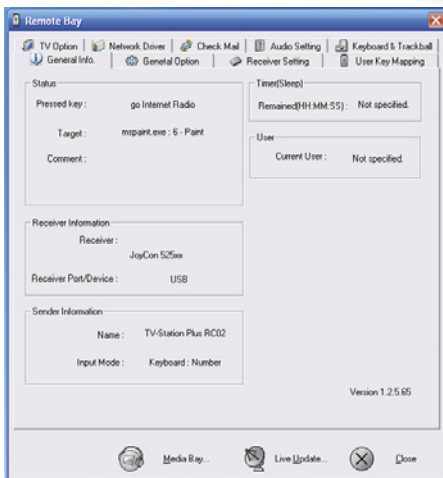 Remote Bay
TV Option Network Driver Check Mail Audio Setting Keyboard & Trackball
General Info. Genetal Option Receiver Setting User Key Mapping
Status
Pressed key : go Internet Radio
Target : mspaint.exe : 6 - Paint
Comment :
Timer(Sleep)
Remained(HH:MM:SS) : Not specified.
User
Current User : Not specified.
Receiver Information
Receiver :
JoyCon 525xx
Receiver Port/Device : USB
Sender Information
Name : TV-Station Plus RC02
Input Mode : Keyboard : Number
Version 1.2.5.65
Media Bay... Live Update... Close